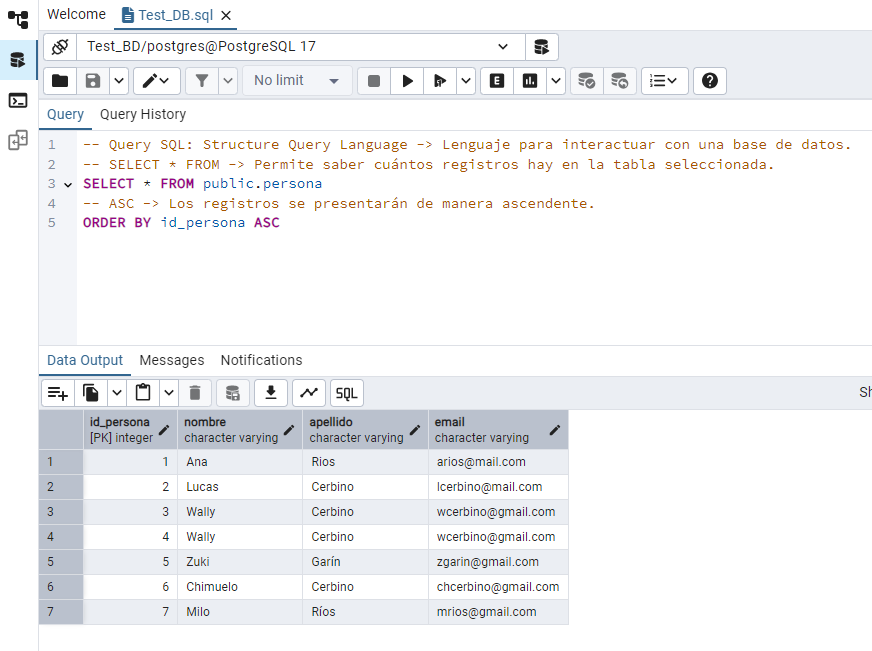 Welcome
Test_DB.sql
Test_BD/postgres@PostgreSQL 17
No limit
E
Query
Query History
1 -- Query SQL: Structure Query Language -> Lenguaje para interactuar con una base de datos.
2 -- SELECT * FROM -> Permite saber cuántos registros hay en la tabla seleccionada.
3 SELECT * FROM public.persona
4 -- ASC -> Los registros se presentarán de manera ascendente.
5 ORDER BY id_persona ASC
Data Output
Messages
Notifications
SQL
Sh
id_persona nombre apellido email
[PK] integer character varying character varying character varying
1 1 Ana Rios arios@mail.com
2 2 Lucas Cerbino lcerbino@mail.com
3 3 Wally Cerbino wcerbino@gmail.com
4 4 Wally Cerbino wcerbino@gmail.com
5 5 Zuki Garín zgarin@gmail.com
6 6 Chimuelo Cerbino chcerbino@gmail.com
7 7 Milo Ríos mrios@gmail.com